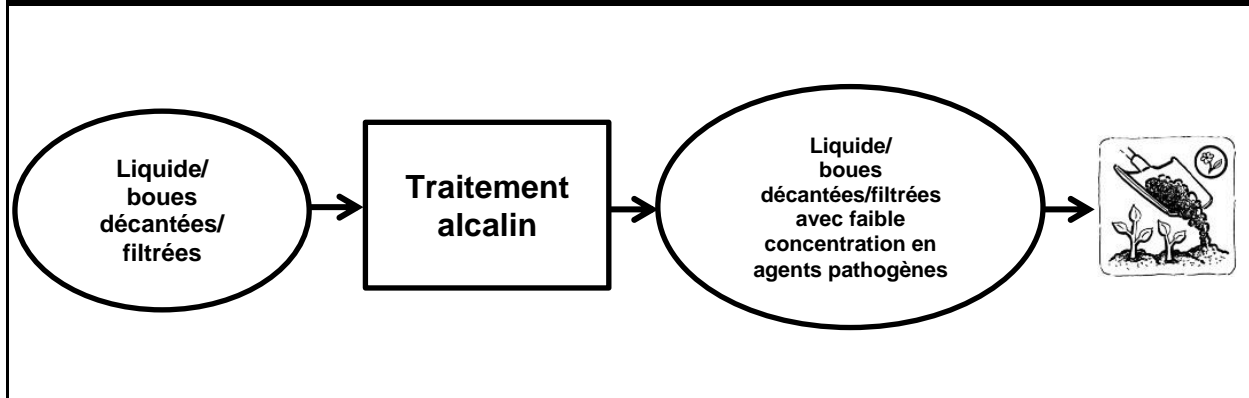 Liquide/
boues
décantées/
filtrées
Traitement
alcalin
Liquide/
boues
décantées/filtrées
avec faible
concentration en
agents pathogènes